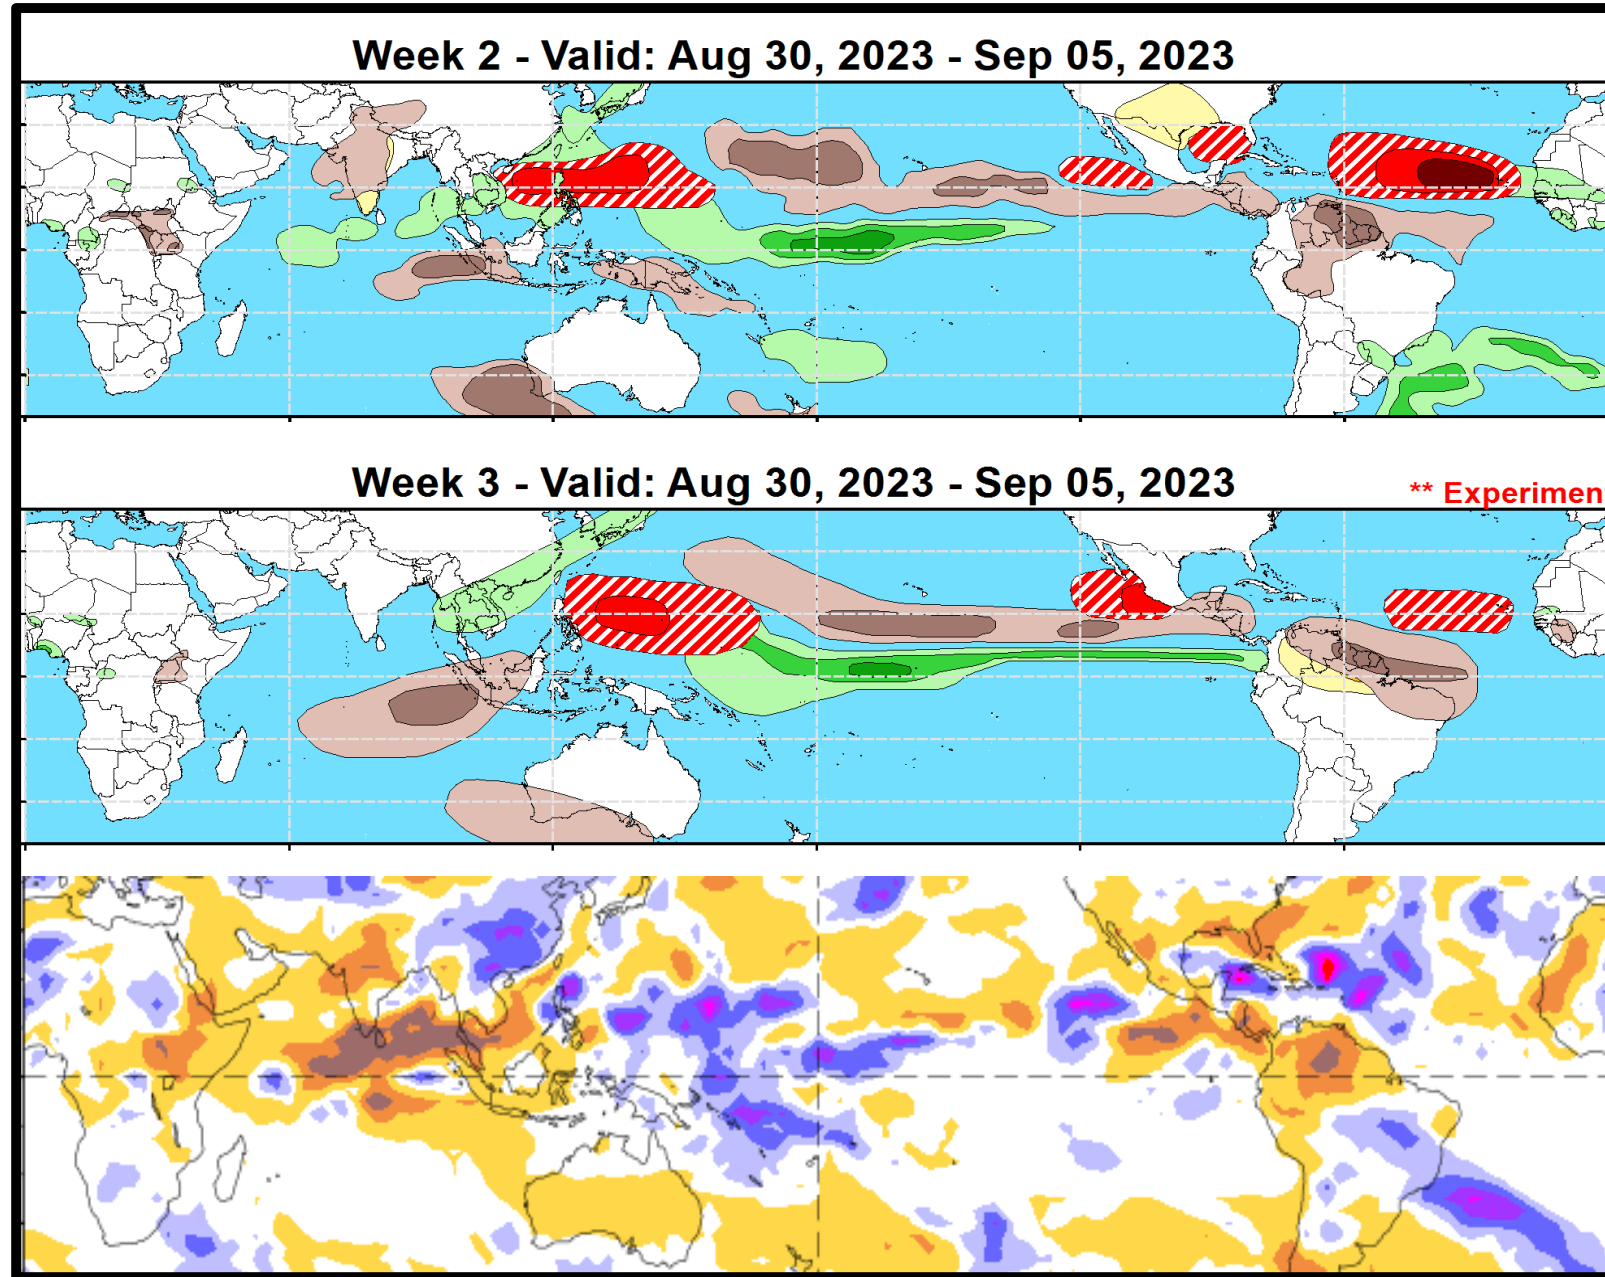 Week 2 - Valid: Aug 30, 2023 - Sep 05, 2023
Week 3 - Valid: Aug 30, 2023 - Sep 05, 2023
** Experimen